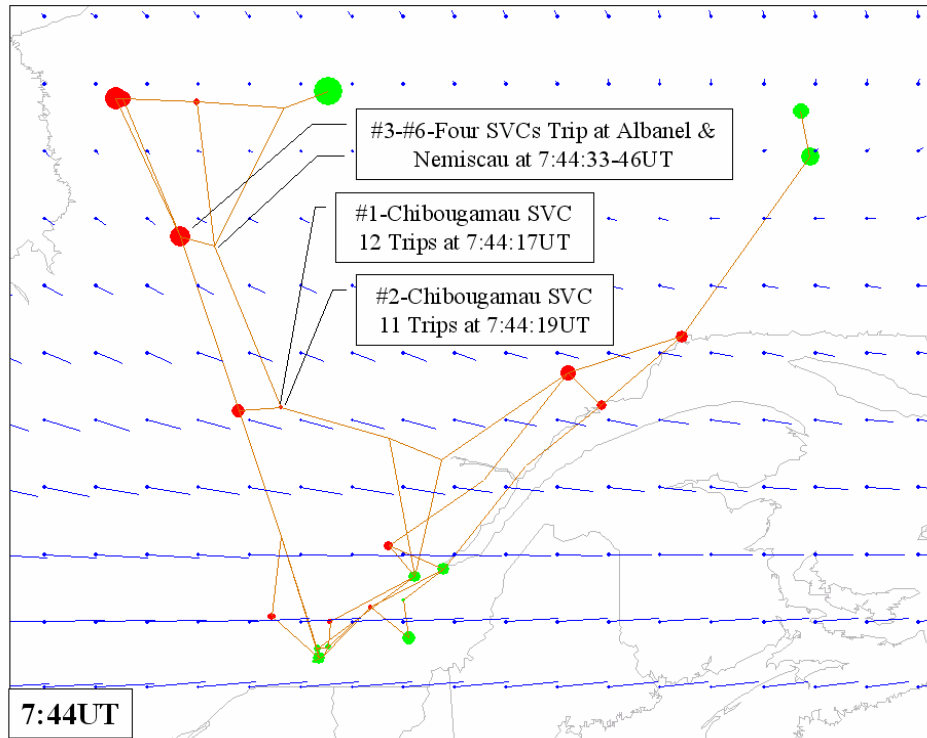 #3-#6-Four SVCs Trip at Albanel &
Nemiscau at 7:44:33-46UT
#1-Chibougamau SVC
12 Trips at 7:44:17UT
#2-Chibougamau SVC
11 Trips at 7:44:19UT
7:44UT